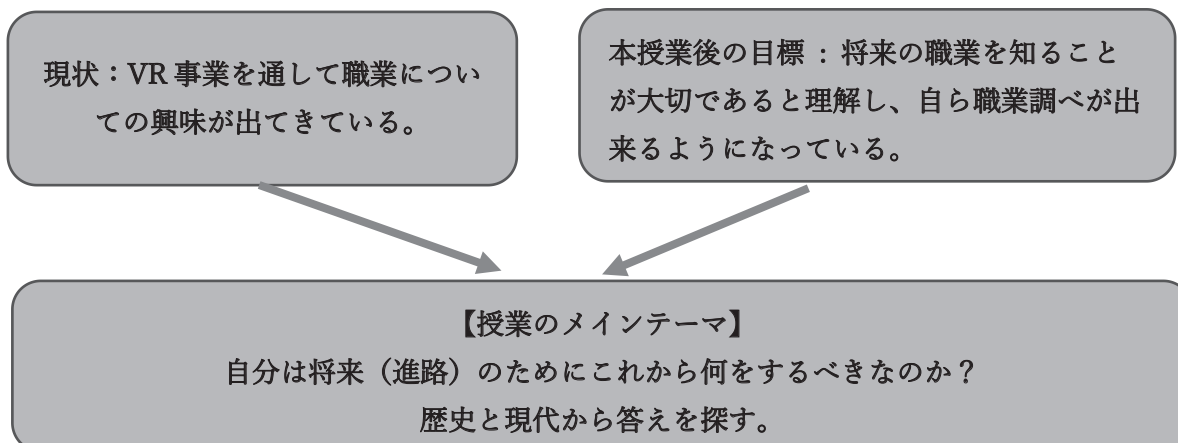 現状：VR 事業を通して職業につい
ての興味が出てきている。
本授業後の目標：将来の職業を知ること
が大切であると理解し、自ら職業調べが出
来るようになっている。
【授業のメインテーマ】
自分は将来（進路）のためにこれから何をするべきなのか？
歴史と現代から答えを探す。